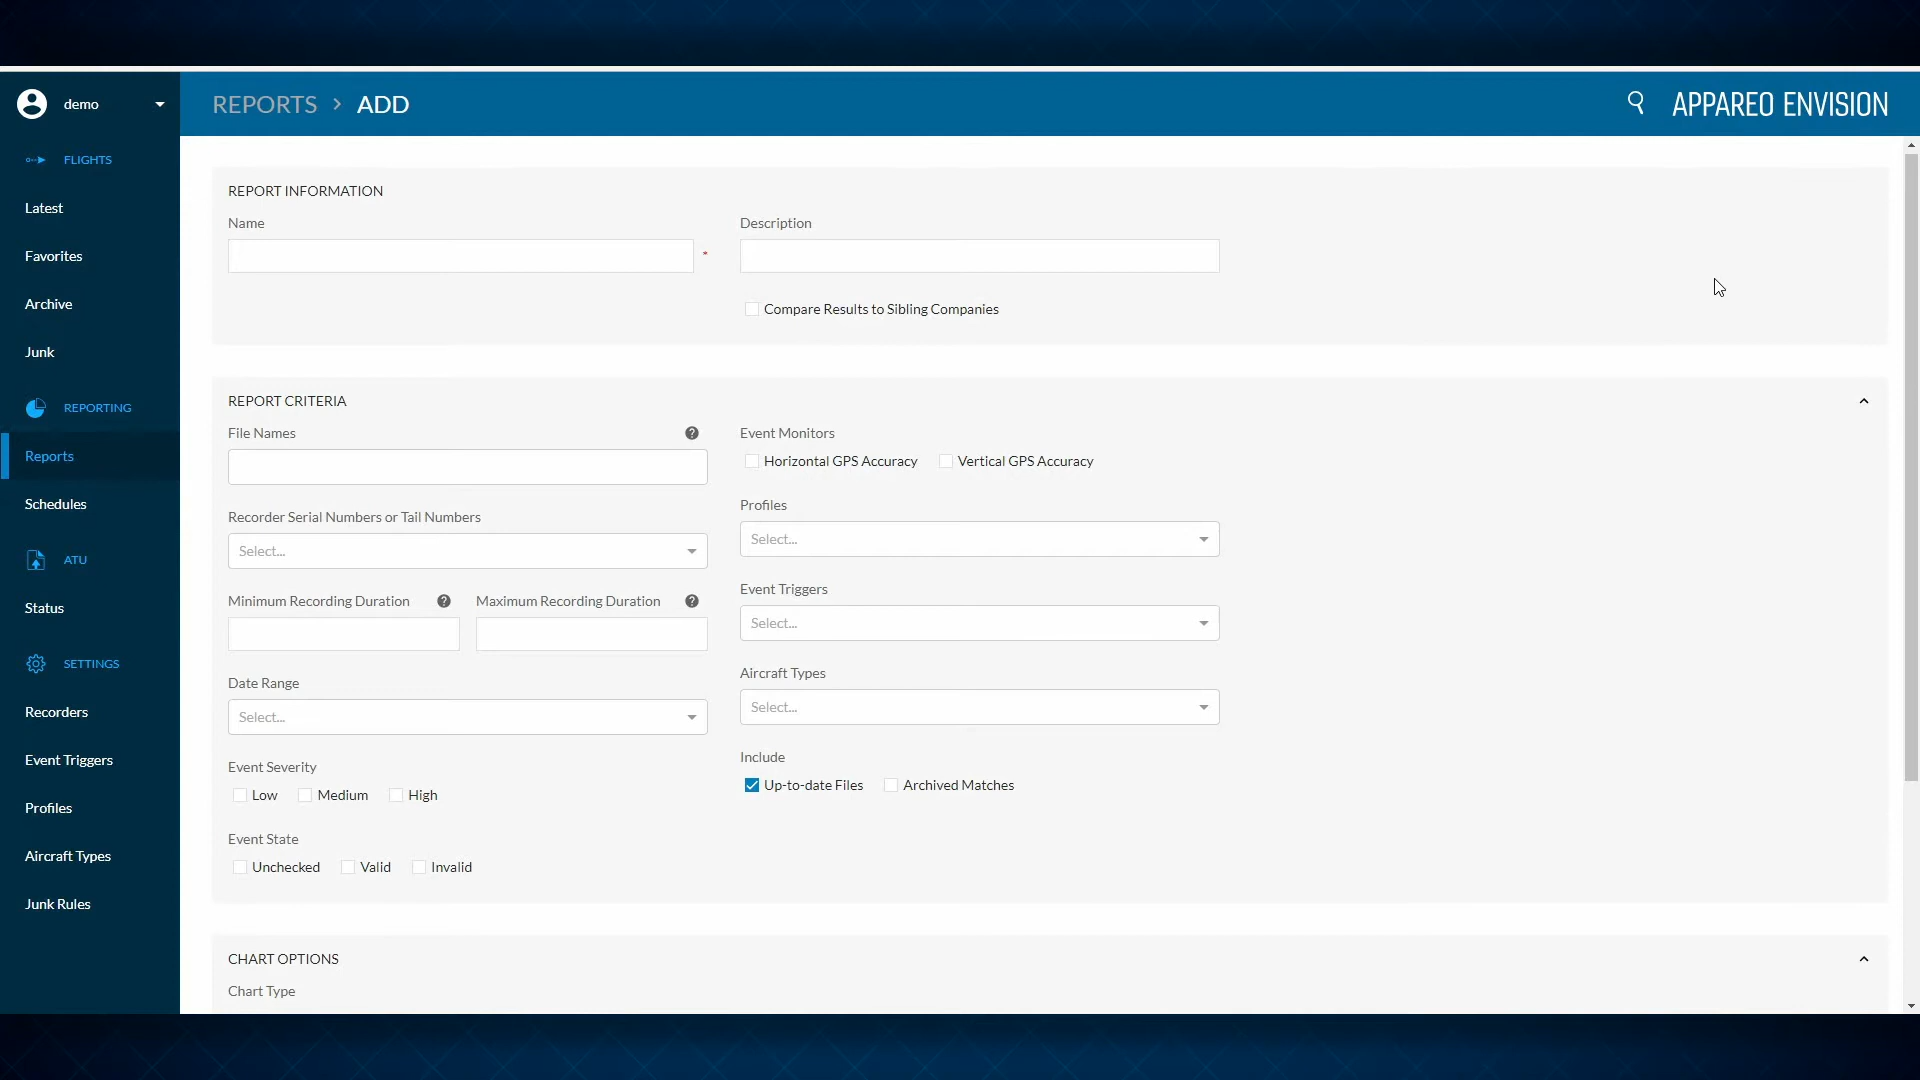 demo
REPORTS > ADD
APPAREO ENVISION
FLIGHTS
Latest
Favorites
Archive
Junk
REPORTING
Reports
Schedules
ATU
Status
SETTINGS
Recorders
Event Triggers
Profiles
Aircraft Types
Junk Rules
REPORT INFORMATION
Name
*
Description
Compare Results to Sibling Companies
REPORT CRITERIA
File Names ?
Recorder Serial Numbers or Tail Numbers
Select...
Minimum Recording Duration ? Maximum Recording Duration ?
Date Range
Select...
Event Severity
Low Medium High
Event State
Unchecked Valid Invalid
Event Monitors
Horizontal GPS Accuracy Vertical GPS Accuracy
Profiles
Select...
Event Triggers
Select...
Aircraft Types
Select...
Include
Up-to-date Files Archived Matches
CHART OPTIONS
Chart Type